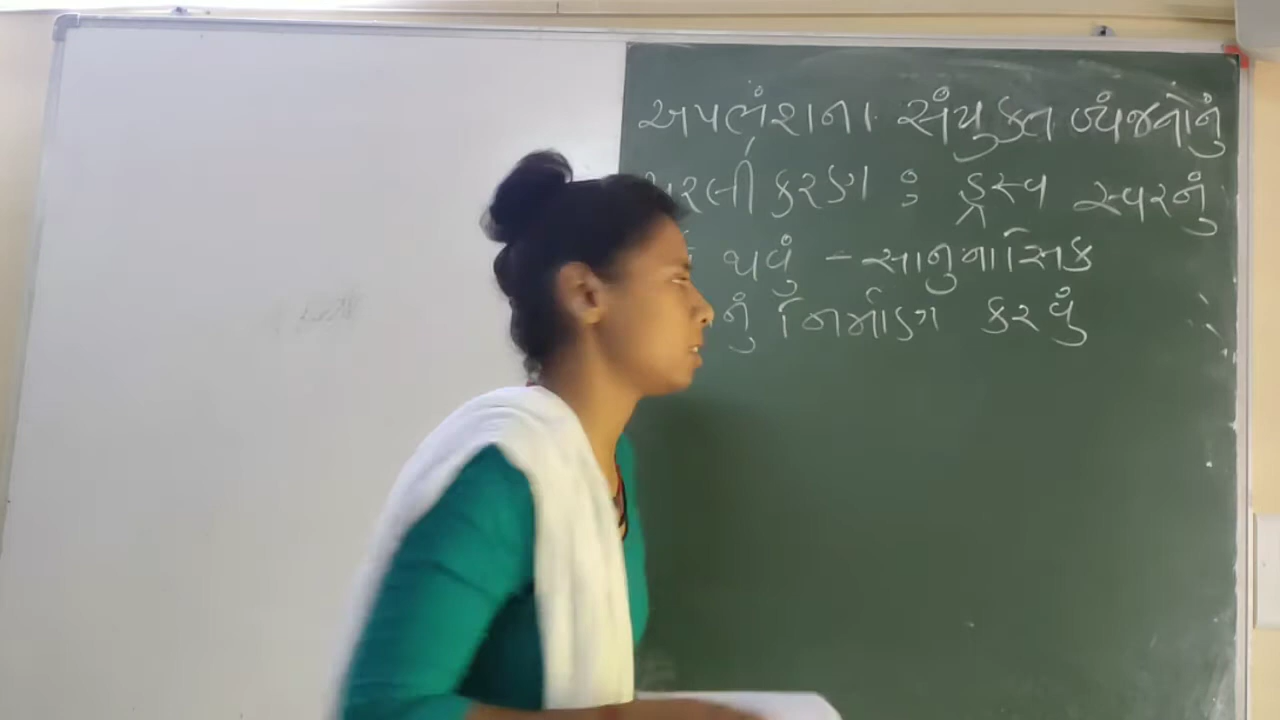 અપભ્રંશના સંયુક્ત વ્યંજનોનું
સરલીકરણ : હ્રસ્વ સ્વરનું
થવું - સાનુનાસિક
નું નિર્માણ કરવું